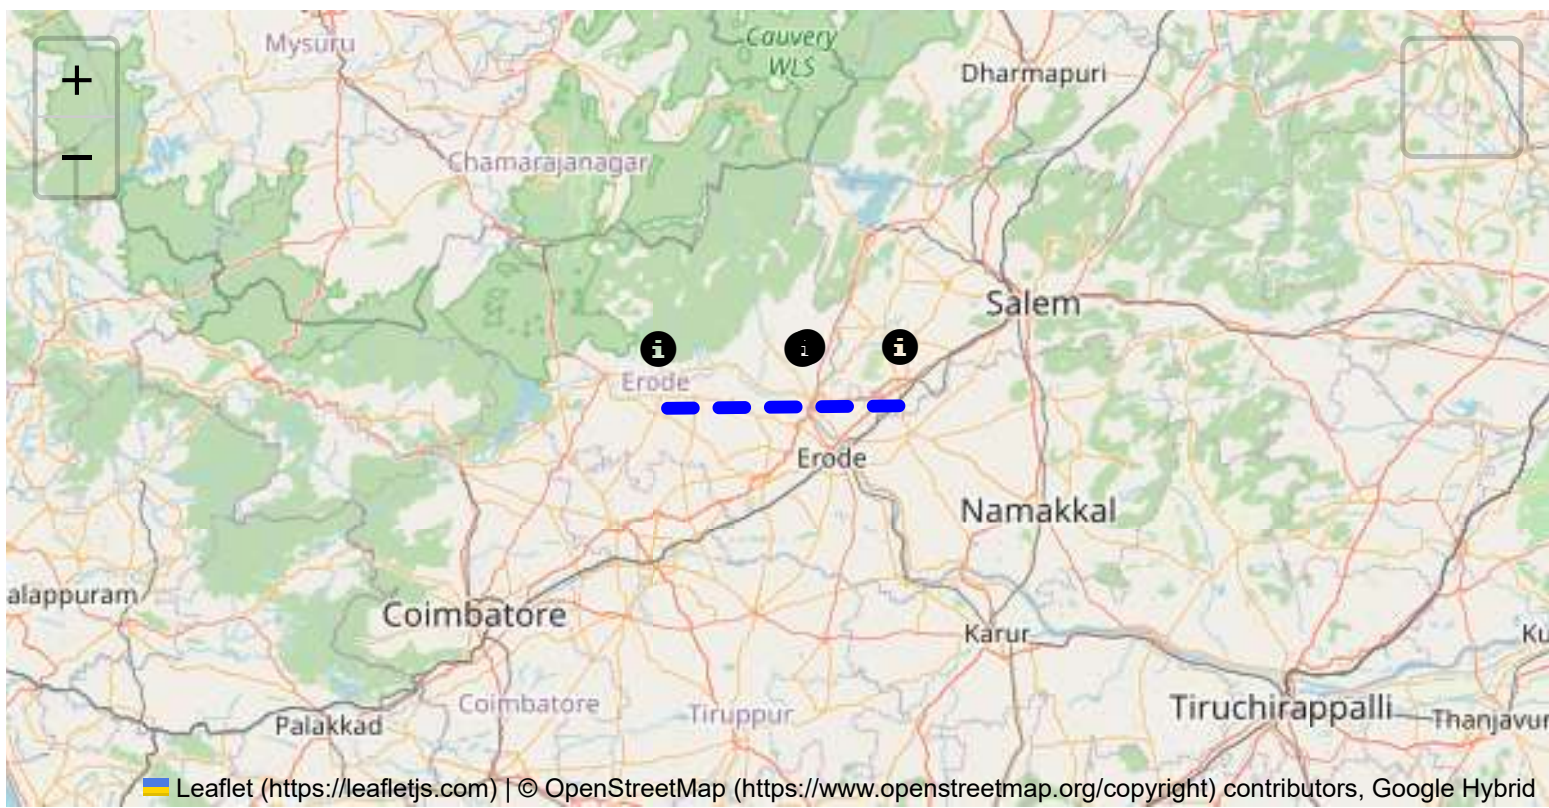 Mysuru
Cauvery
WLS
Dharmapuri
+
−
Chamarajanagar
Salem
i
i
i
Erode
Erode
Namakkal
alappuram
Coimbatore
Karur
Ku
Coimbatore
Tiruppur
Tiruchirappalli
Thanjavur
Palakkad
Leaflet (https://leafletjs.com) | © OpenStreetMap (https://www.openstreetmap.org/copyright) contributors, Google Hybrid